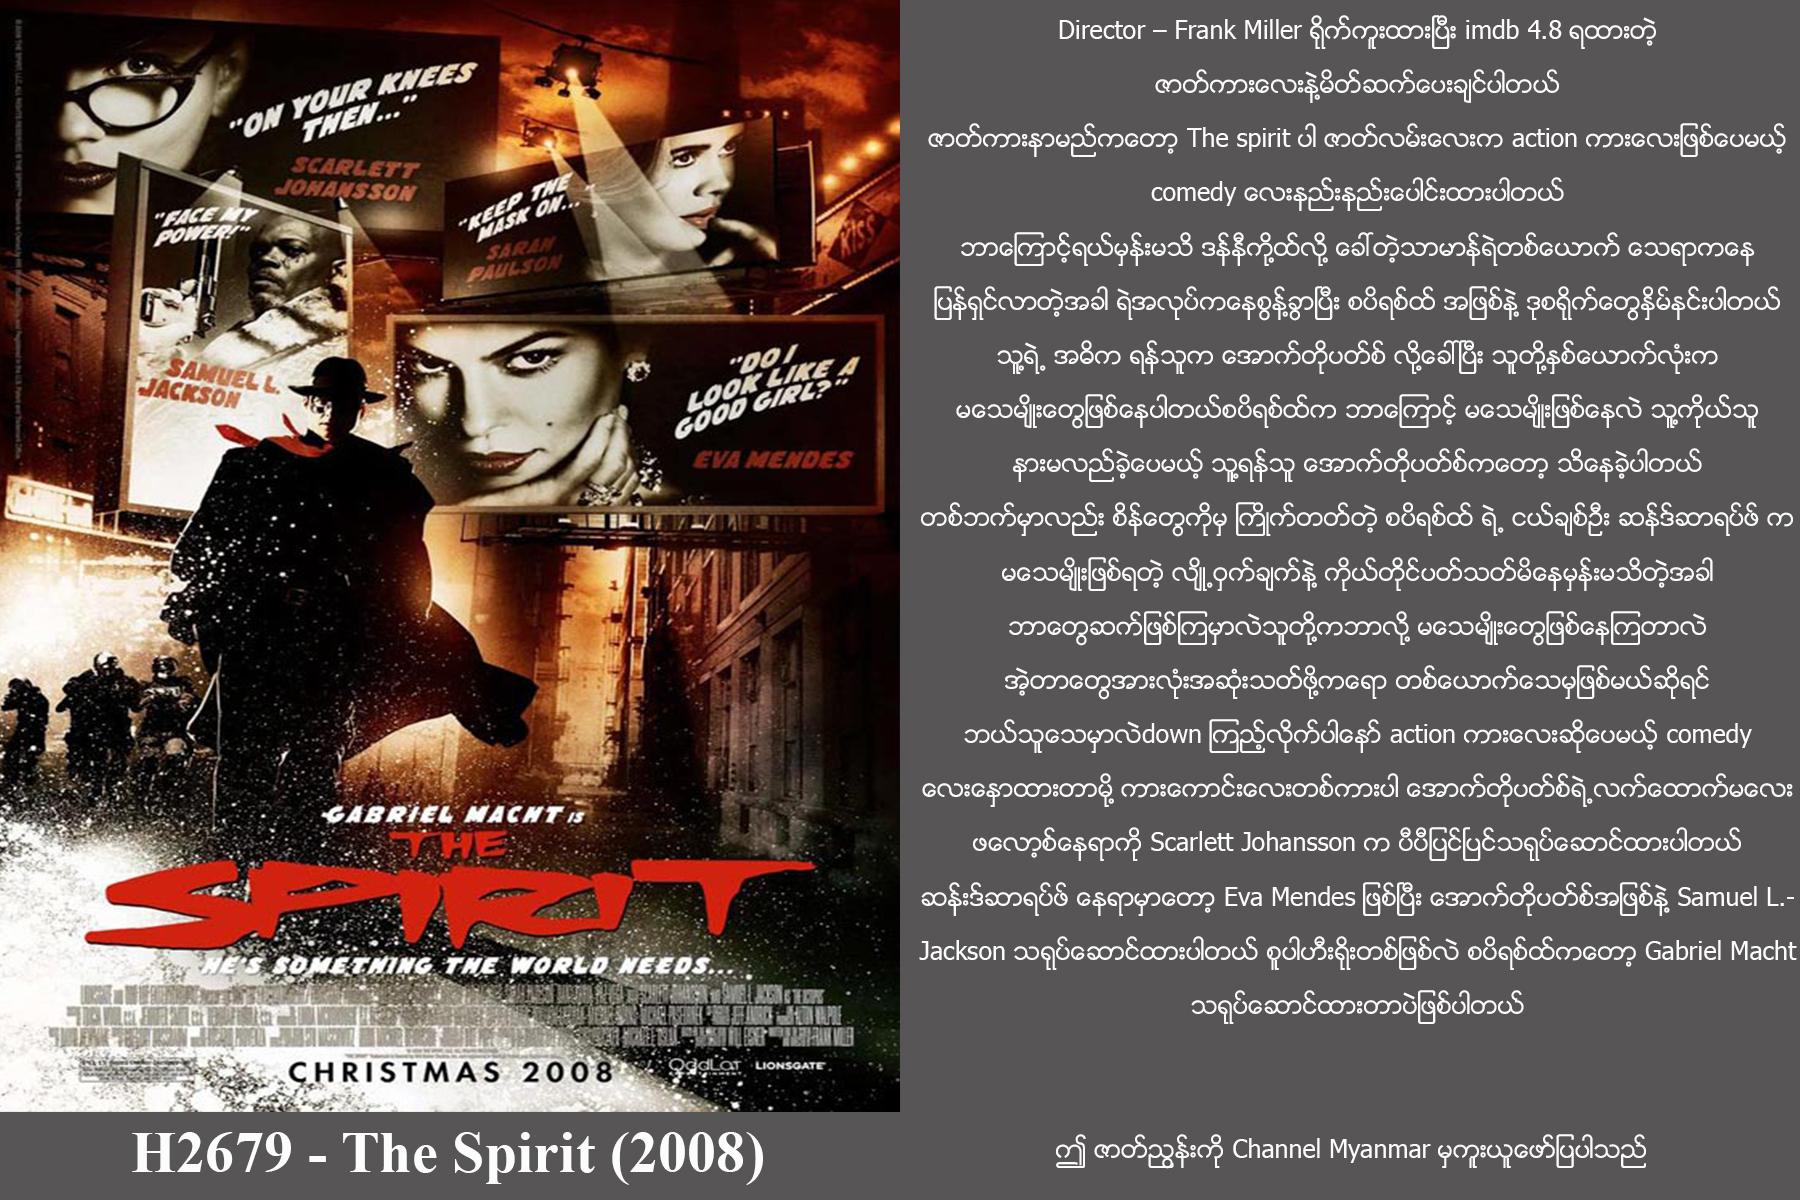 "ON YOUR KNEES
THEN..."
SCARLETT
JOHANSSON
"FACE MY
POWER!"
"KEEP THE
MASK ON..."
SARAH
PAULSON
KISS
SAMUEL L.
JACKSON
"DO I
LOOK LIKE A
GOOD GIRL?"
EVA MENDES
GABRIEL MACHT IS
THE
SPIRIT
HE'S SOMETHING THE WORLD NEEDS...
CHRISTMAS 2008
OddLot
ENTERTAINMENT
LIONSGATE
H2679 - The Spirit (2008)
Director – Frank Miller ရိုက်ကူးထားပြီး imdb 4.8 ရထားတဲ့
ဇာတ်ကားလေးနဲ့မိတ်ဆက်ပေးချင်ပါတယ်
ဇာတ်ကားနာမည်ကတော့ The spirit ပါ ဇာတ်လမ်းလေးက action ကားလေးဖြစ်ပေမယ့်
comedy လေးနည်းနည်းပေါင်းထားပါတယ်
ဘာကြောင့်ရယ်မှန်းမသိ ဒန်နီကို့ထ်လို့ ခေါ်တဲ့သာမာန်ရဲတစ်ယောက် သေရာကနေ
ပြန်ရှင်လာတဲ့အခါ ရဲအလုပ်ကနေစွန့်ခွာပြီး စပိရစ်ထ် အဖြစ်နဲ့ ဒုစရိုက်တွေနှိမ်နင်းပါတယ်
သူ့ရဲ့ အဓိက ရန်သူက အောက်တိုပတ်စ် လို့ခေါ်ပြီး သူတို့နှစ်ယောက်လုံးက
မသေမျိုးတွေဖြစ်နေပါတယ်စပိရစ်ထ်က ဘာကြောင့် မသေမျိုးဖြစ်နေလဲ သူ့ကိုယ်သူ
နားမလည်ခဲ့ပေမယ့် သူ့ရန်သူ အောက်တိုပတ်စ်ကတော့ သိနေခဲ့ပါတယ်
တစ်ဘက်မှာလည်း စိန်တွေကိုမှ ကြိုက်တတ်တဲ့ စပိရစ်ထ် ရဲ့ ငယ်ချစ်ဦး ဆန်ဒ်ဆာရပ်ဖ် က
မသေမျိုးဖြစ်ရတဲ့ လျို့ဝှက်ချက်နဲ့ ကိုယ်တိုင်ပတ်သတ်မိနေမှန်းမသိတဲ့အခါ
ဘာတွေဆက်ဖြစ်ကြမှာလဲသူတို့ကဘာလို့ မသေမျိုးတွေဖြစ်နေကြတာလဲ
အဲ့တာတွေအားလုံးအဆုံးသတ်ဖို့ကရော တစ်ယောက်သေမှဖြစ်မယ်ဆိုရင်
ဘယ်သူသေမှာလဲdown ကြည့်လိုက်ပါနော် action ကားလေးဆိုပေမယ့် comedy
လေးနှောထားတာမို့ ကားကောင်းလေးတစ်ကားပါ အောက်တိုပတ်စ်ရဲ့လက်ထောက်မလေး
ဖလော့စ်နေရာကို Scarlett Johansson က ပီပီပြင်ပြင်သရုပ်ဆောင်ထားပါတယ်
ဆန်းဒ်ဆာရပ်ဖ် နေရာမှာတော့ Eva Mendes ဖြစ်ပြီး အောက်တိုပတ်စ်အဖြစ်နဲ့ Samuel L.-
Jackson သရုပ်ဆောင်ထားပါတယ် စူပါဟီးရိုးတစ်ဖြစ်လဲ စပိရစ်ထ်ကတော့ Gabriel Macht
သရုပ်ဆောင်ထားတာပဲဖြစ်ပါတယ်
ဤ ဇာတ်ညွှန်းကို Channel Myanmar မှကူးယူဖော်ပြပါသည်